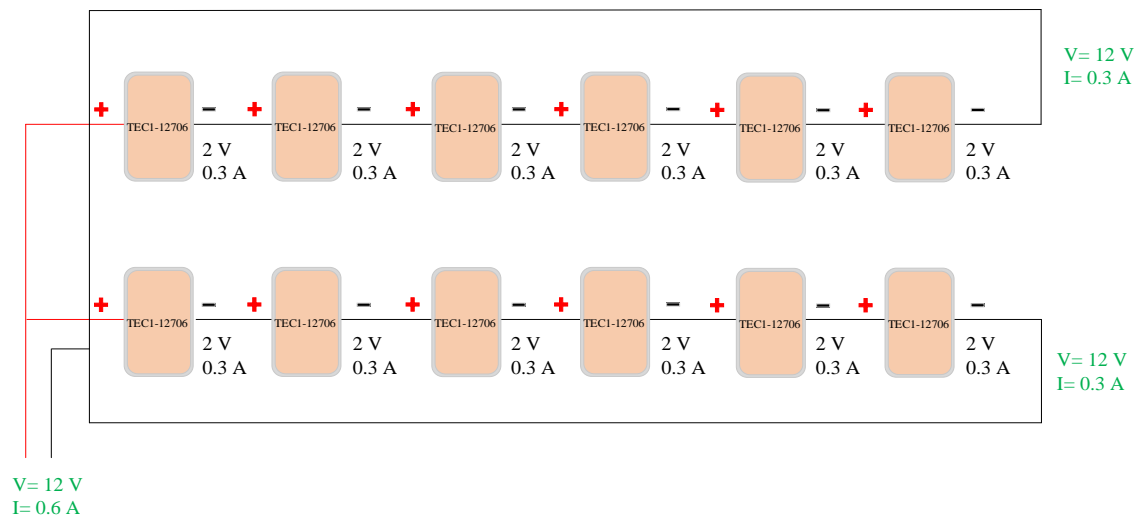 V= 12 V
I= 0.3 A
+ − + − + − + − + − + −
TEC1-12706 TEC1-12706 TEC1-12706 TEC1-12706 TEC1-12706 TEC1-12706
2 V 2 V 2 V 2 V 2 V 2 V
0.3 A 0.3 A 0.3 A 0.3 A 0.3 A 0.3 A
+ − + − + − + − + − + −
TEC1-12706 TEC1-12706 TEC1-12706 TEC1-12706 TEC1-12706 TEC1-12706
2 V 2 V 2 V 2 V 2 V 2 V
0.3 A 0.3 A 0.3 A 0.3 A 0.3 A 0.3 A
V= 12 V
I= 0.3 A
V= 12 V
I= 0.6 A